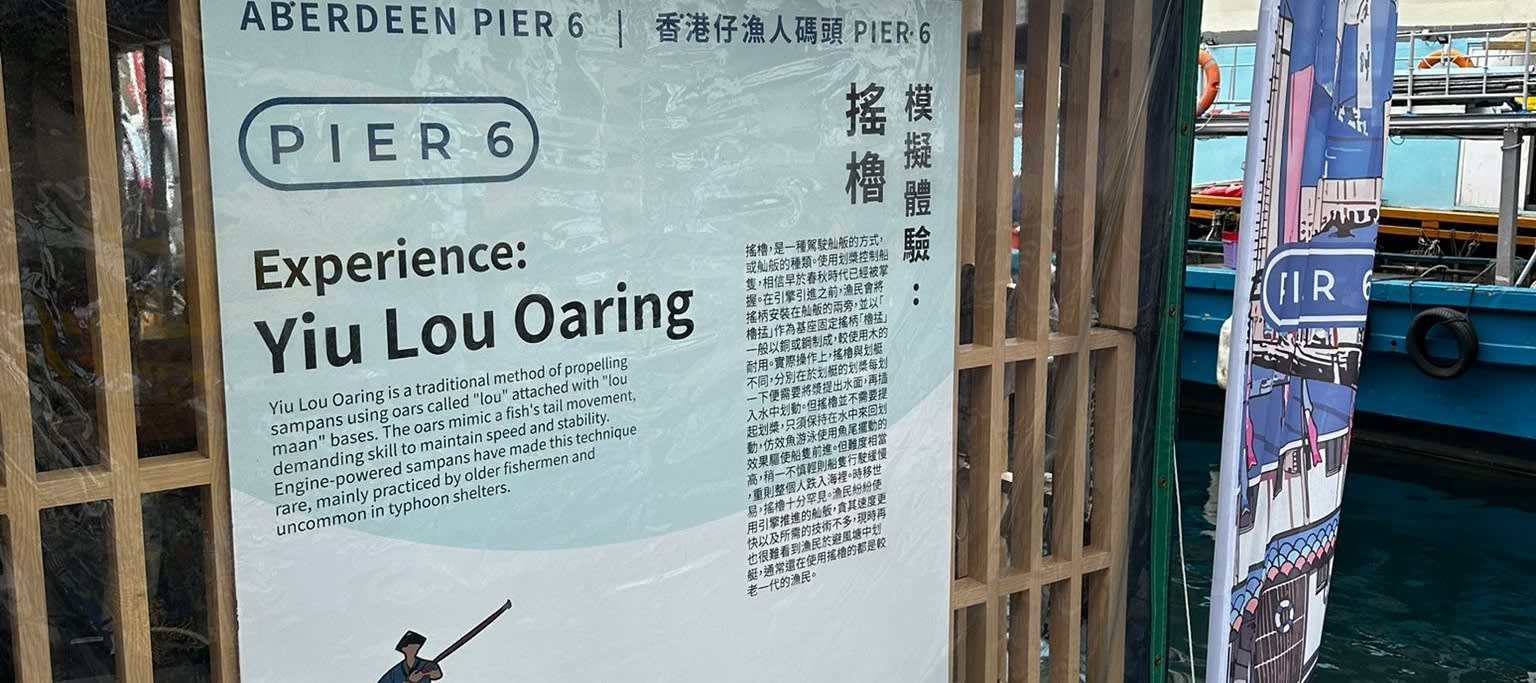 ABERDEEN PIER 6 | 香港仔漁人碼頭 PIER 6
PIER 6
Experience:
Yiu Lou Oaring
Yiu Lou Oaring is a traditional method of propelling
sampans using oars called "lou" attached with "lou
maan" bases. The oars mimic a fish's tail movement,
demanding skill to maintain speed and stability.
Engine-powered sampans have made this technique
rare, mainly practiced by older fishermen and
uncommon in typhoon shelters.
模擬體驗：
搖櫓
搖櫓，是一種駕駛舢舨的方式，
或舢舨的種類。使用划槳控制船
隻，相信早於春秋時代已經被掌
握。在引擎引進之前，漁民會將
搖柄安裝在舢舨的兩旁，並以「
櫓掹」作為基座固定搖柄「櫓掹」
一般以銅或鋼制成，較使用木的
耐用。實際操作上，搖櫓與划艇
不同，分別在於划艇的划槳每划
一下便需要將槳提出水面，再插
入水中划動。但搖櫓並不需要提
起划槳，只須保持在水中來回划
動，仿效魚游泳使用魚尾擺動的
效果驅使船隻前進。但難度相當
高，稍一不慎輕則船隻行駛緩慢
，重則整個人跌入海裡。時移世
易，搖櫓十分罕見。漁民紛紛使
用引擎推進的舢舨，貪其速度更
快以及所需的技術不多，現時再
也很難看到漁民於避風塘中划
艇，通常還在使用搖櫓的都是較
老一代的漁民。
PIER 6